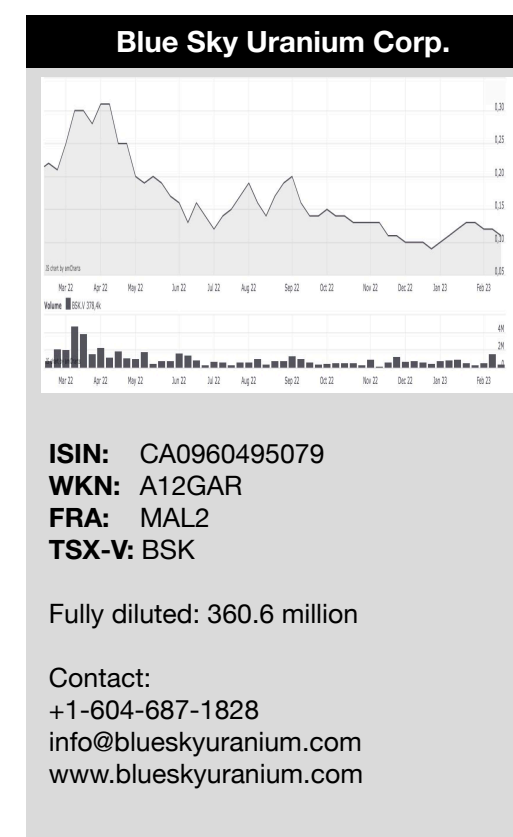 Blue Sky Uranium Corp.
0,30
0,25
0,20
0,15
0,10
0,05
JS chart by amCharts
Mar 22 Apr 22 May 22 Jun 22 Jul 22 Aug 22 Sep 22 Oct 22 Nov 22 Dec 22 Jan 23 Feb 23
Volume BSK.V 378,4k
4M
2M
0
Mar 22 Apr 22 May 22 Jun 22 Jul 22 Aug 22 Sep 22 Oct 22 Nov 22 Dec 22 Jan 23 Feb 23
ISIN: CA0960495079
WKN: A12GAR
FRA: MAL2
TSX-V: BSK
Fully diluted: 360.6 million
Contact:
+1-604-687-1828
info@blueskyuranium.com
www.blueskyuranium.com